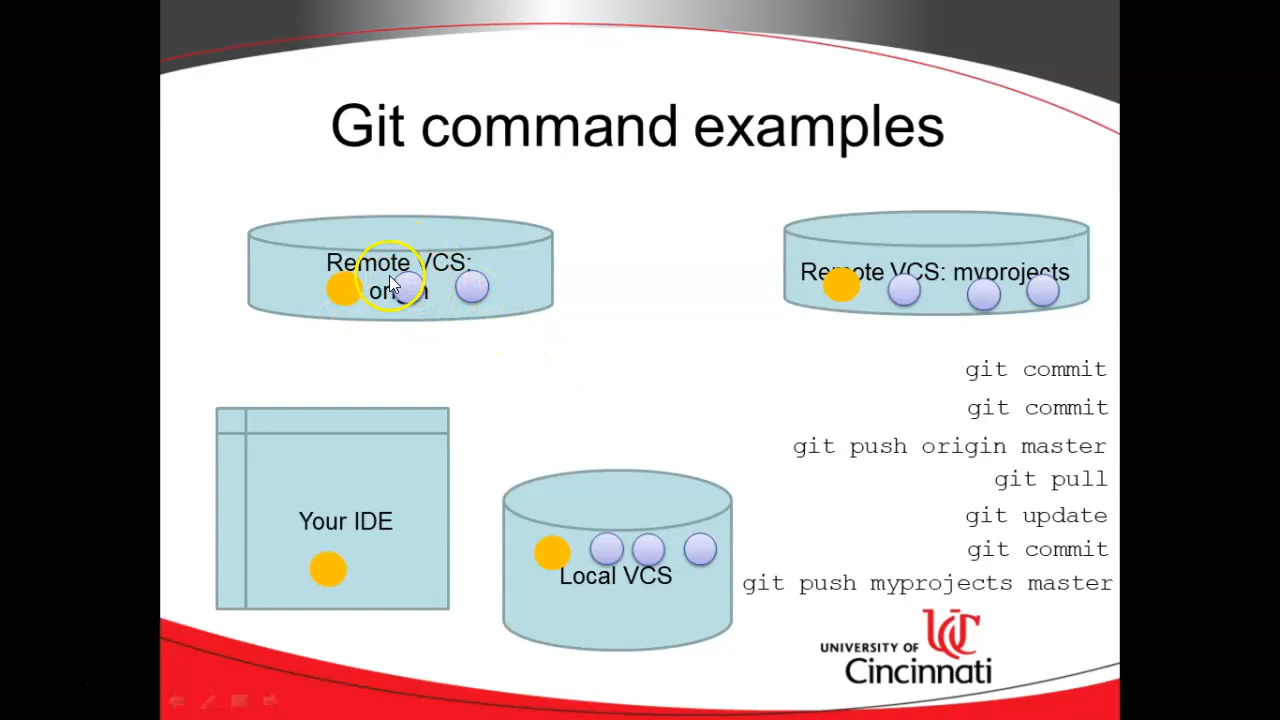 Git command examples
Remote VCS:
origin
Remote VCS: myprojects
git commit
git commit
git push origin master
git pull
git update
git commit
git push myprojects master
Your IDE
Local VCS
UC
UNIVERSITY OF
Cincinnati